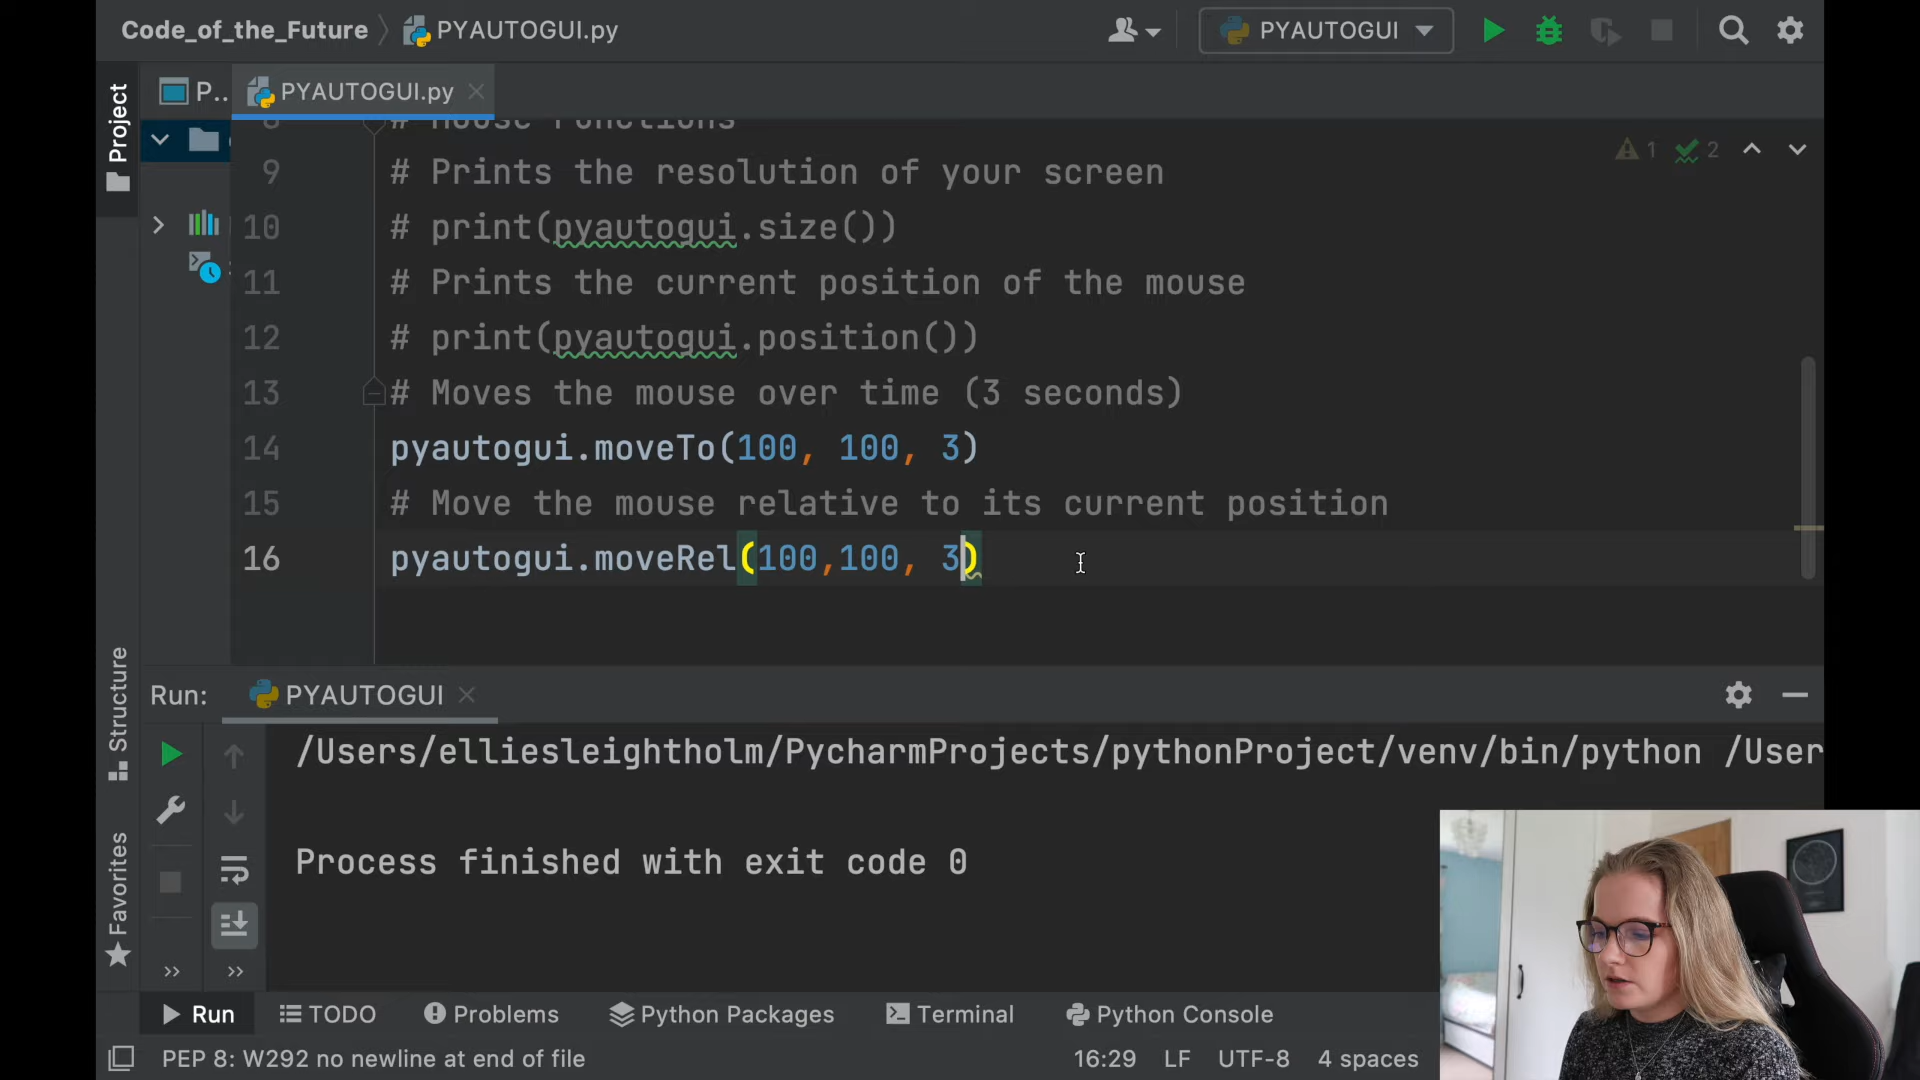 Code_of_the_Future PYAUTOGUI.py
PYAUTOGUI
P.. PYAUTOGUI.py
Project
8 # Mouse Functions
9 # Prints the resolution of your screen
1 2
10 # print(pyautogui.size())
11 # Prints the current position of the mouse
12 # print(pyautogui.position())
13 # Moves the mouse over time (3 seconds)
14 pyautogui.moveTo(100, 100, 3)
15 # Move the mouse relative to its current position
16 pyautogui.moveRel(100,100, 3)
Structure
Favorites
Run: PYAUTOGUI
/Users/elliesleightholm/PycharmProjects/pythonProject/venv/bin/python /User
Process finished with exit code 0
Run TODO Problems Python Packages Terminal Python Console
PEP 8: W292 no newline at end of file 16:29 LF UTF-8 4 spaces